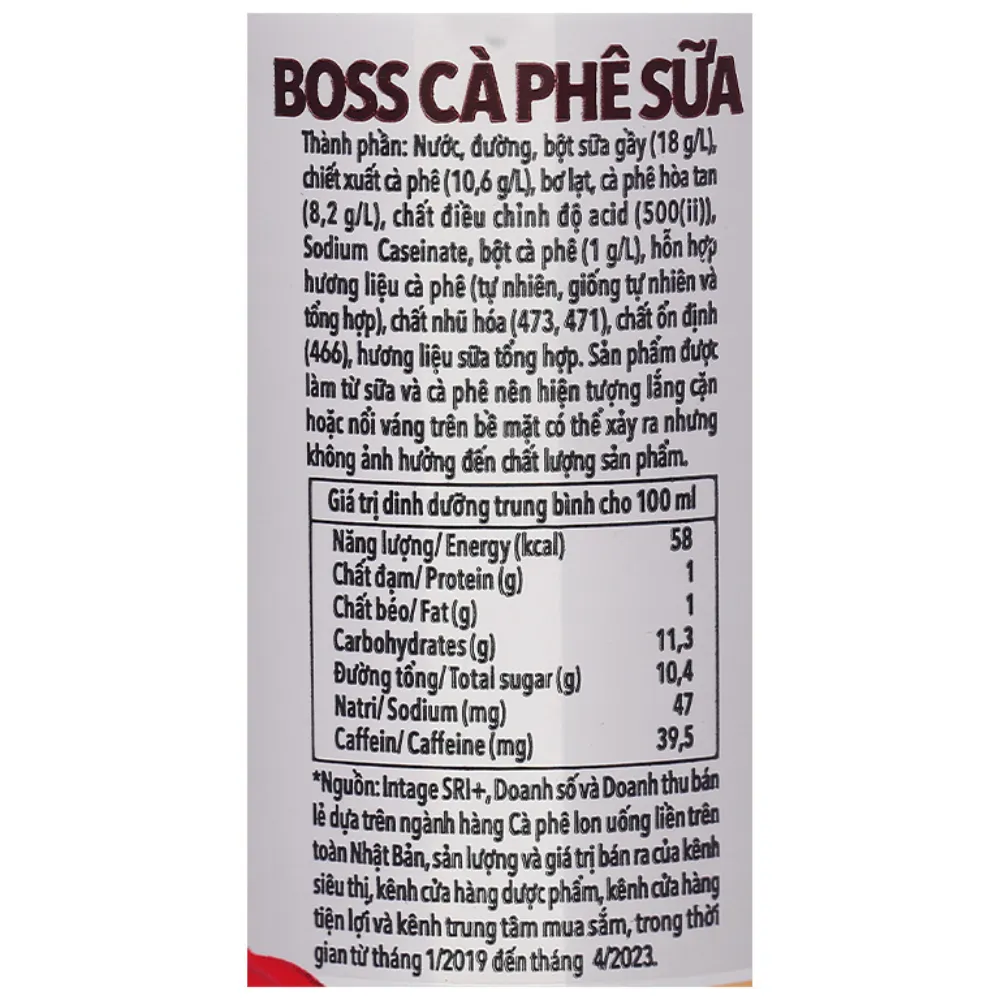 BOSS CÀ PHÊ SỮA
Thành phần: Nước, đường, bột sữa gầy (18 g/L),
chiết xuất cà phê (10,6 g/L), bơ lạt, cà phê hòa tan
(8,2 g/L), chất điều chỉnh độ acid (500(ii)),
Sodium Caseinate, bột cà phê (1 g/L), hỗn hợp
hương liệu cà phê (tự nhiên, giống tự nhiên và
tổng hợp), chất nhũ hóa (473, 471), chất ổn định
(466), hương liệu sữa tổng hợp. Sản phẩm được
làm từ sữa và cà phê nên hiện tượng lắng cặn
hoặc nổi váng trên bề mặt có thể xảy ra nhưng
không ảnh hưởng đến chất lượng sản phẩm.
Giá trị dinh dưỡng trung bình cho 100 ml
Năng lượng/ Energy (kcal) 58
Chất đạm/ Protein (g) 1
Chất béo/ Fat (g) 1
Carbohydrates (g) 11,3
Đường tổng/ Total sugar (g) 10,4
Natri/ Sodium (mg) 47
Caffein/ Caffeine (mg) 39,5
*Nguồn: Intage SRI+, Doanh số và Doanh thu bán
lẻ dựa trên ngành hàng Cà phê lon uống liền trên
toàn Nhật Bản, sản lượng và giá trị bán ra của kênh
siêu thị, kênh cửa hàng dược phẩm, kênh cửa hàng
tiện lợi và kênh trung tâm mua sắm, trong thời
gian từ tháng 1/2019 đến tháng 4/2023.